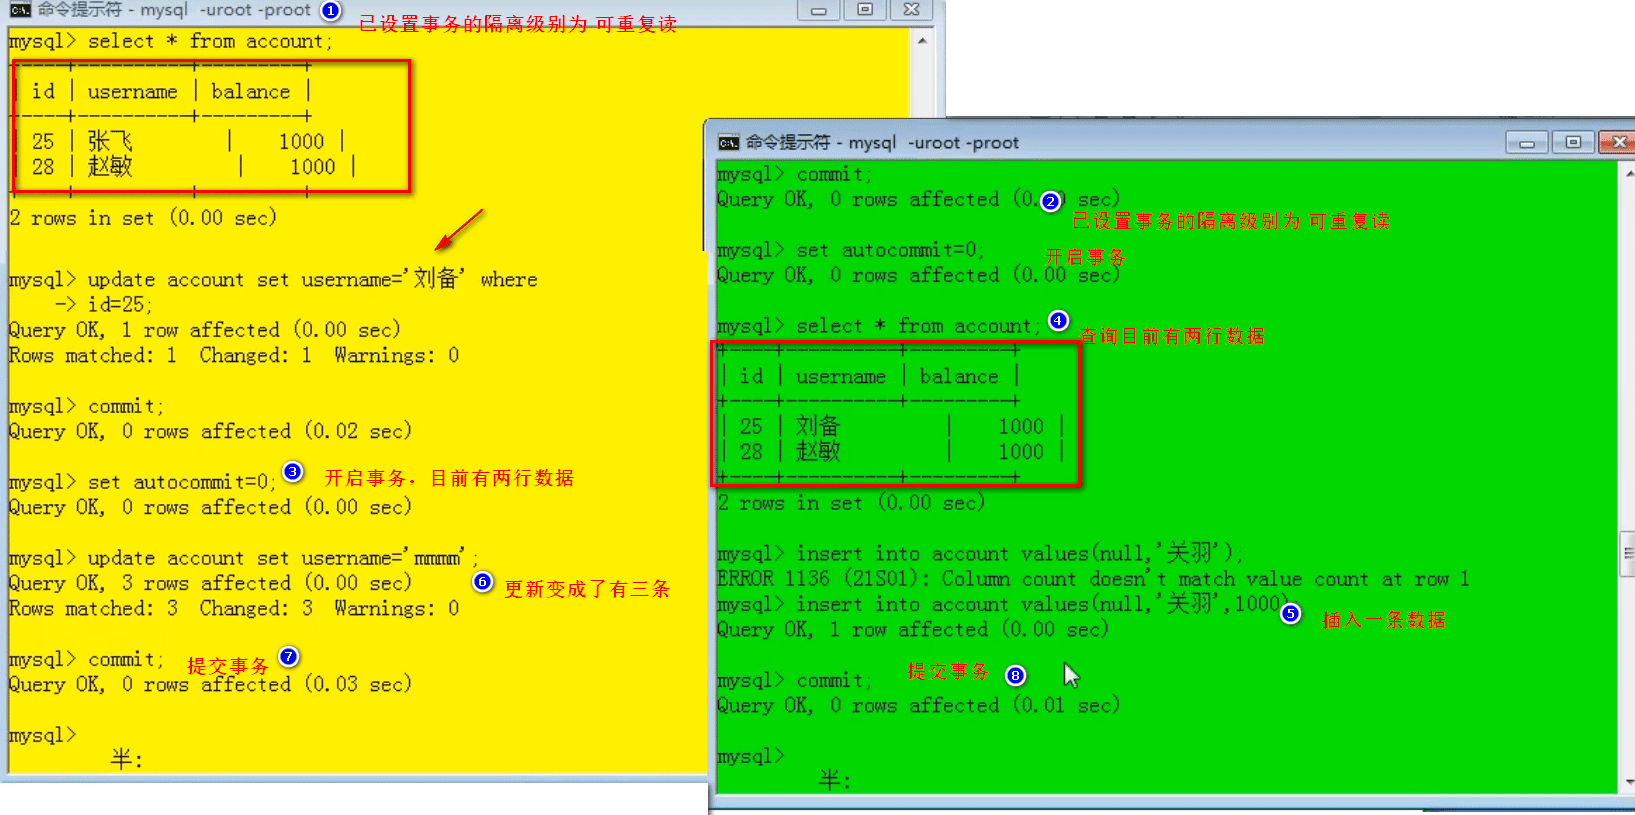 命令提示符 - mysql  -uroot -proot
1
已设置事务的隔离级别为 可重复读
mysql> select * from account;
+----+----------+---------+
| id | username | balance |
+----+----------+---------+
| 25 | 张飞 | 1000 |
| 28 | 赵敏 | 1000 |
+----+----------+---------+
2 rows in set (0.00 sec)
mysql> update account set username='刘备' where
    -> id=25;
Query OK, 1 row affected (0.00 sec)
Rows matched: 1  Changed: 1  Warnings: 0
mysql> commit;
Query OK, 0 rows affected (0.02 sec)
mysql> set autocommit=0;
3
开启事务，目前有两行数据
Query OK, 0 rows affected (0.00 sec)
mysql> update account set username='mmmm';
Query OK, 3 rows affected (0.00 sec)
6
更新变成了有三条
Rows matched: 3  Changed: 3  Warnings: 0
mysql> commit;
提交事务
7
Query OK, 0 rows affected (0.03 sec)
mysql>
半:
命令提示符 - mysql  -uroot -proot
mysql> commit;
Query OK, 0 rows affected (0. 0 sec)
2
已设置事务的隔离级别为 可重复读
mysql> set autocommit=0;
开启事务
Query OK, 0 rows affected (0.00 sec)
mysql> select * from account;
4
查询目前有两行数据
+----+----------+---------+
| id | username | balance |
+----+----------+---------+
| 25 | 刘备 | 1000 |
| 28 | 赵敏 | 1000 |
+----+----------+---------+
2 rows in set (0.00 sec)
mysql> insert into account values(null,'关羽');
ERROR 1136 (21S01): Column count doesn't match value count at row 1
mysql> insert into account values(null,'关羽',1000);
5
插入一条数据
Query OK, 1 row affected (0.00 sec)
mysql> commit;
提交事务
8
Query OK, 0 rows affected (0.01 sec)
mysql>
半: